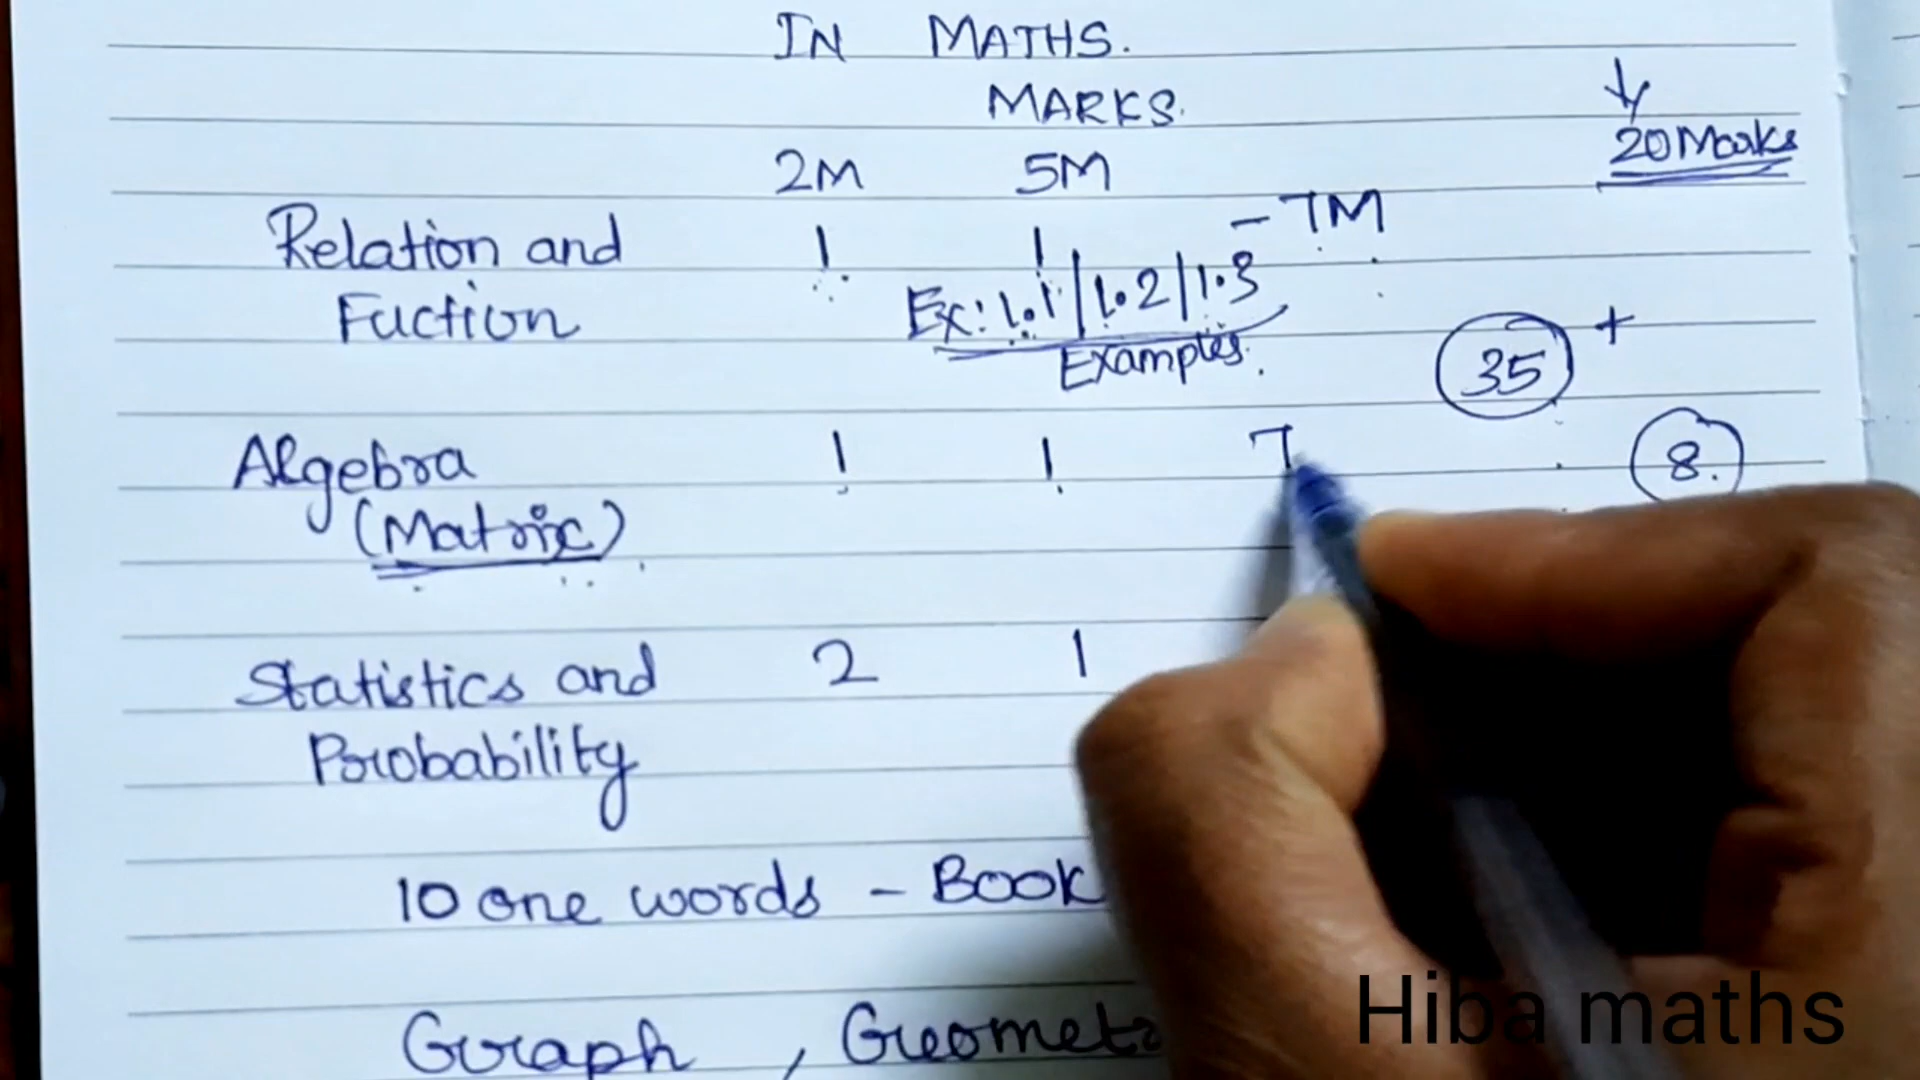 IN MATHS.
MARKS.
20 Marks
2M 5M
Relation and 1 1 - 7M
Fuction Ex: 1.1 | 1.2 | 1.3
Examples.
35 +
Algebra 1 1 7
8.
(Matric)
Statistics and 2 1
Probability
10 one words - Book
Graph , Geomet
Hiba maths